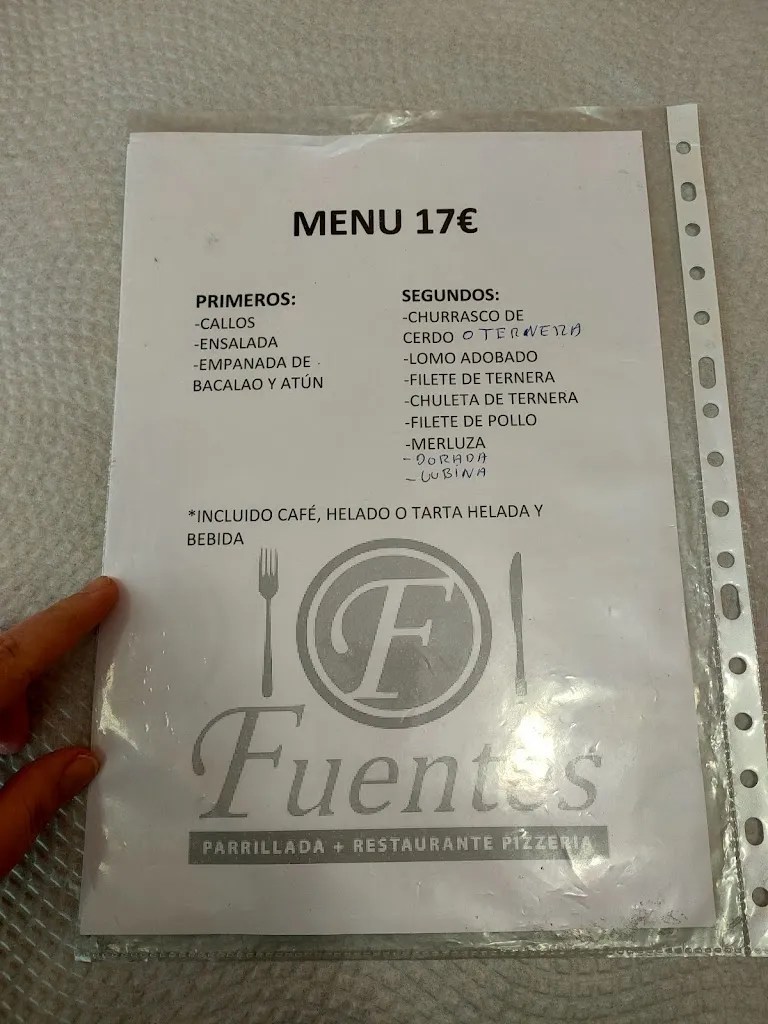 MENU 17€
PRIMEROS:
-CALLOS
-ENSALADA
-EMPANADA DE
BACALAO Y ATÚN
SEGUNDOS:
-CHURRASCO DE
CERDO O TERNERA
-LOMO ADOBADO
-FILETE DE TERNERA
-CHULETA DE TERNERA
-FILETE DE POLLO
-MERLUZA
-DORADA
-LUBINA
*INCLUIDO CAFÉ, HELADO O TARTA HELADA Y
BEBIDA
F
Fuentes
PARRILLADA + RESTAURANTE PIZZERIA